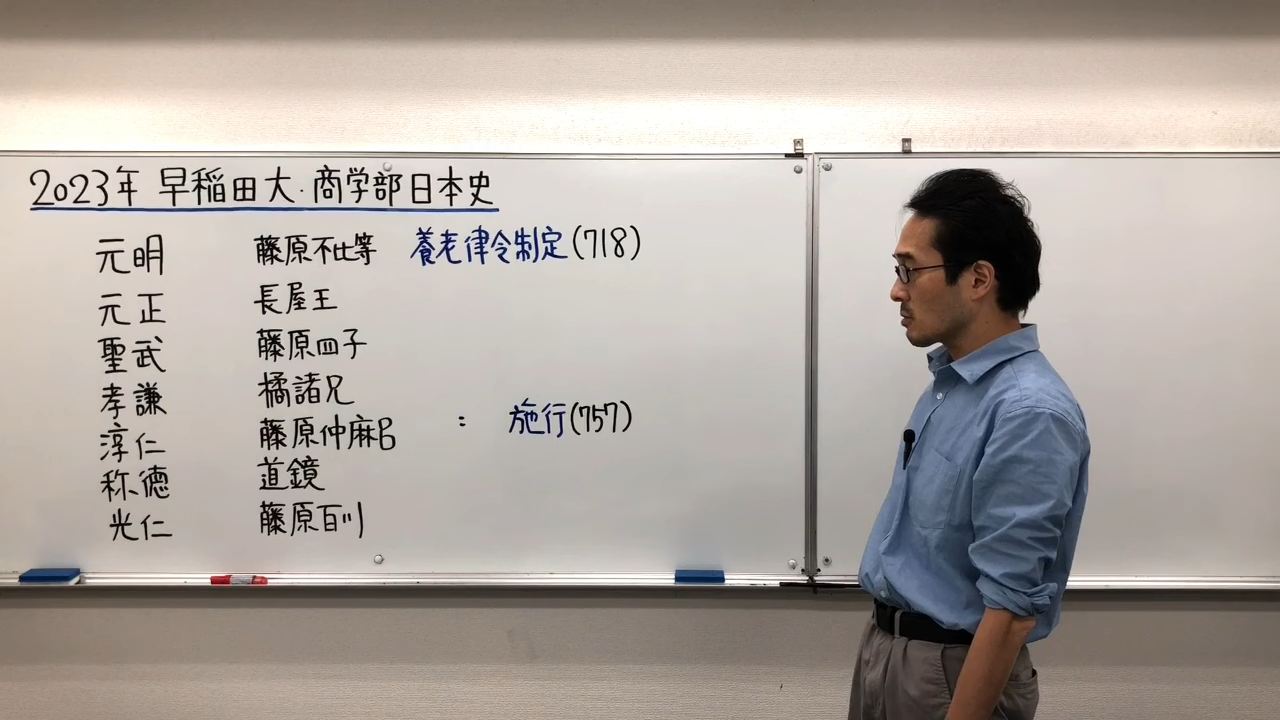 2023年 早稲田大・商学部日本史
元明 藤原不比等 養老律令制定(718)
元正 長屋王
聖武 藤原四子
孝謙 橘諸兄
淳仁 藤原仲麻呂 : 施行(757)
称徳 道鏡
光仁 藤原百川